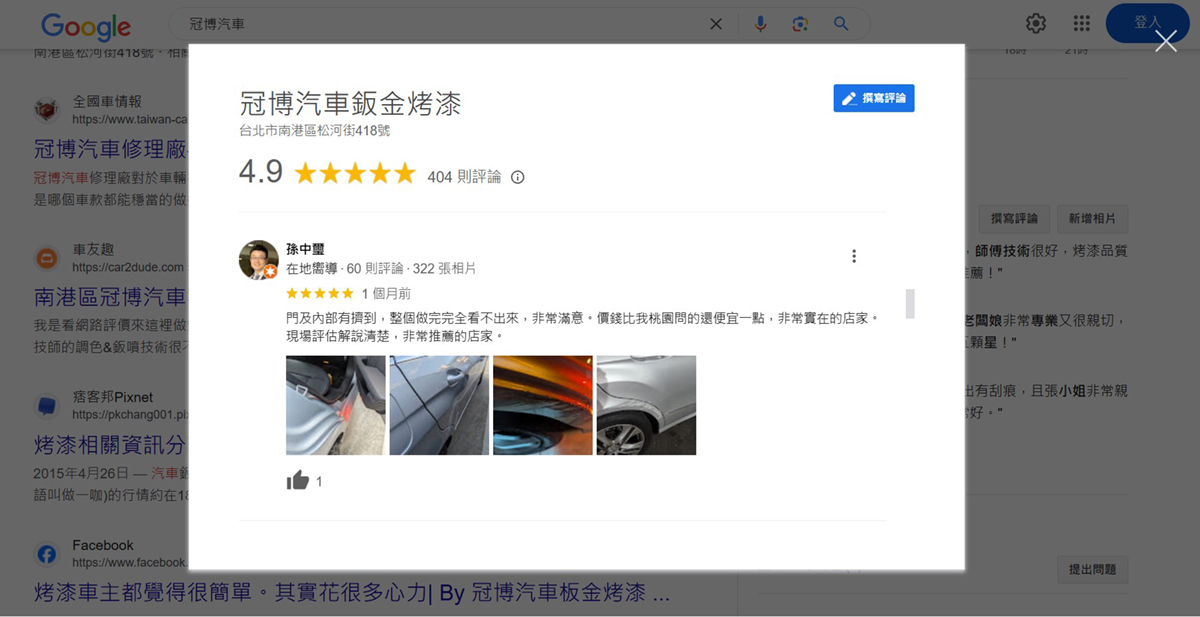 Google
冠博汽車
登入
南港區松河街418號
18時
21時
全國車情報
https://www.taiwan-ca
冠博汽車修理廠
冠博汽車修理廠對於車輛
是哪個車款都能穩當的做
車友趣
https://car2dude.com
南港區冠博汽車
我是看網路評價來這裡做
技師的調色&鈑噴技術很不
痞客邦Pixnet
https://pkchang001.pi
烤漆相關資訊分
2015年4月26日 — 汽車鈑
語叫做一咖)的行情約在18
Facebook
https://www.facebook
烤漆車主都覺得很簡單。其實花很多心力| By 冠博汽車板金烤漆 ...
冠博汽車鈑金烤漆
撰寫評論
台北市南港區松河街418號
4.9
404 則評論
孫中璽
在地嚮導 · 60 則評論 · 322 張相片
1 個月前
門及內部有擠到，整個做完完全看不出來，非常滿意。價錢比我桃園問的還便宜一點，非常實在的店家。
現場評估解說清楚，非常推薦的店家。
1
撰寫評論
新增相片
，師傅技術很好，烤漆品質
薦！"
老闆娘非常專業又很親切，
五顆星！"
出有刮痕，且張小姐非常親
好。"
提出問題